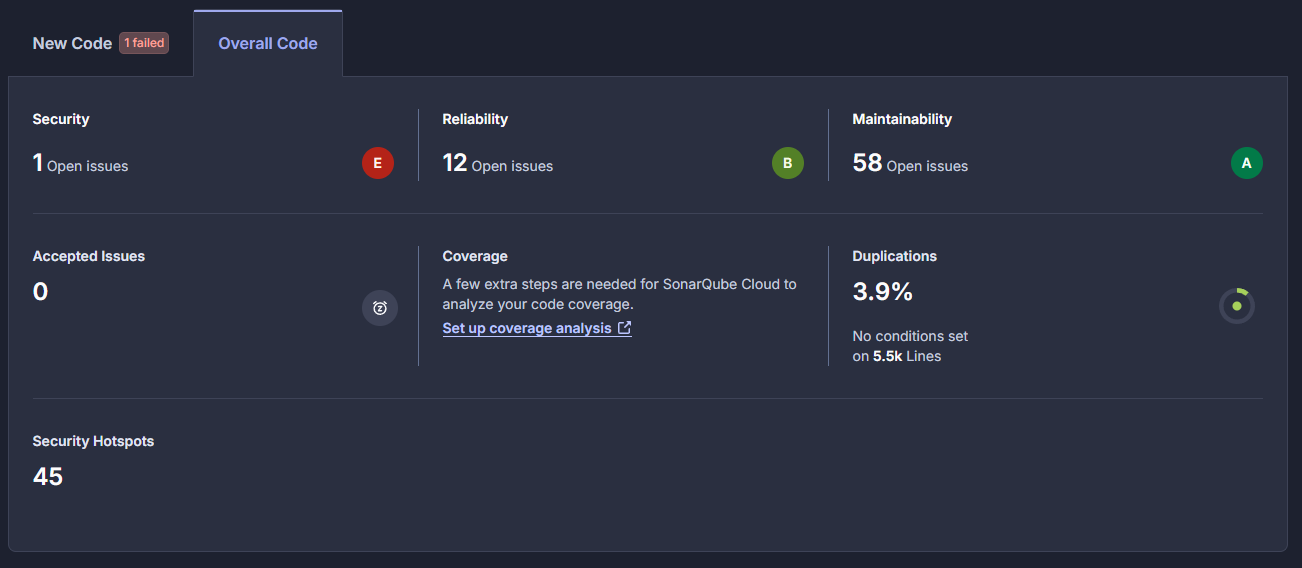 New Code 1 failed Overall Code
Security
1 Open issues E
Reliability
12 Open issues B
Maintainability
58 Open issues A
Accepted Issues
0
Coverage
A few extra steps are needed for SonarQube Cloud to
analyze your code coverage.
Set up coverage analysis
Duplications
3.9%
No conditions set
on 5.5k Lines
Security Hotspots
45